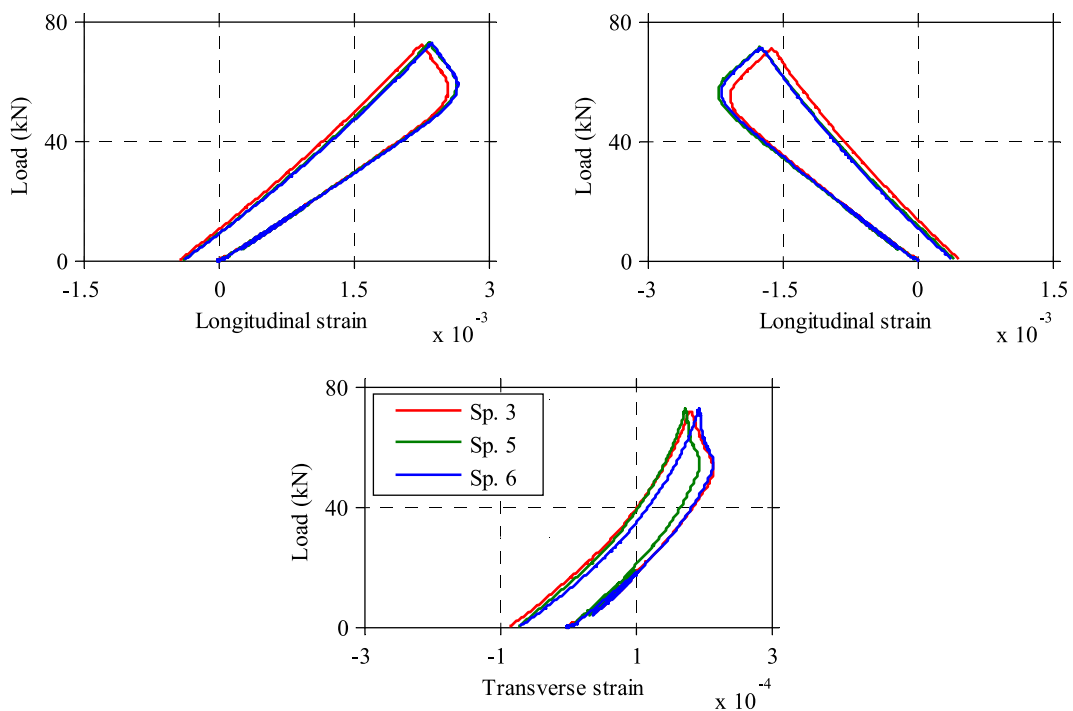 80
40
0
Load (kN)
-1.5
0
1.5
3
Longitudinal strain
x 10
-3
80
40
0
Load (kN)
-3
-1.5
0
1.5
Longitudinal strain
x 10
-3
80
40
0
Load (kN)
Sp. 3
Sp. 5
Sp. 6
-3
-1
1
3
Transverse strain
x 10
-4